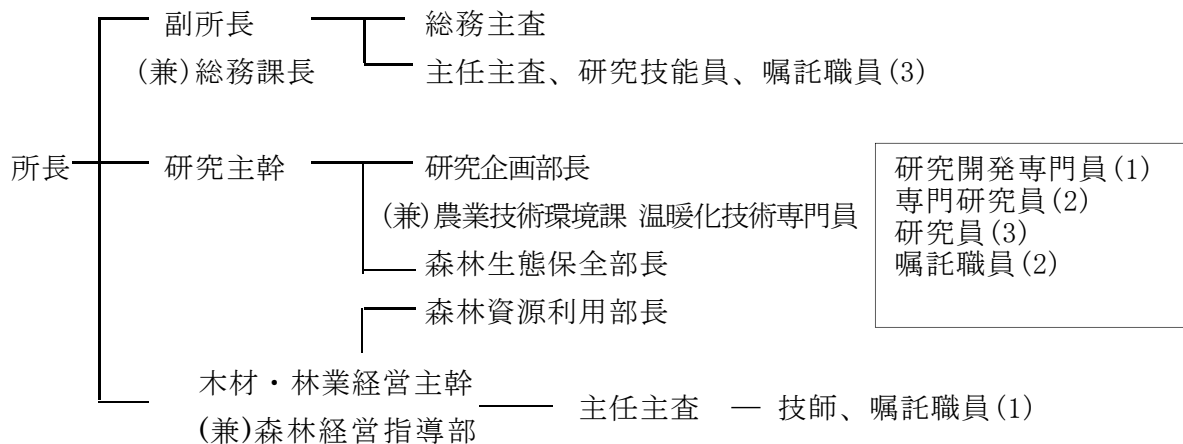 副所長 総務主査
(兼)総務課長 主任主査、研究技能員、嘱託職員(3)
所長 研究主幹 研究企画部長
(兼)農業技術環境課 温暖化技術専門員
森林生態保全部長
森林資源利用部長
木材・林業経営主幹
(兼)森林経営指導部
主任主査 ― 技師、嘱託職員(1)
研究開発専門員(1)
専門研究員(2)
研究員(3)
嘱託職員(2)